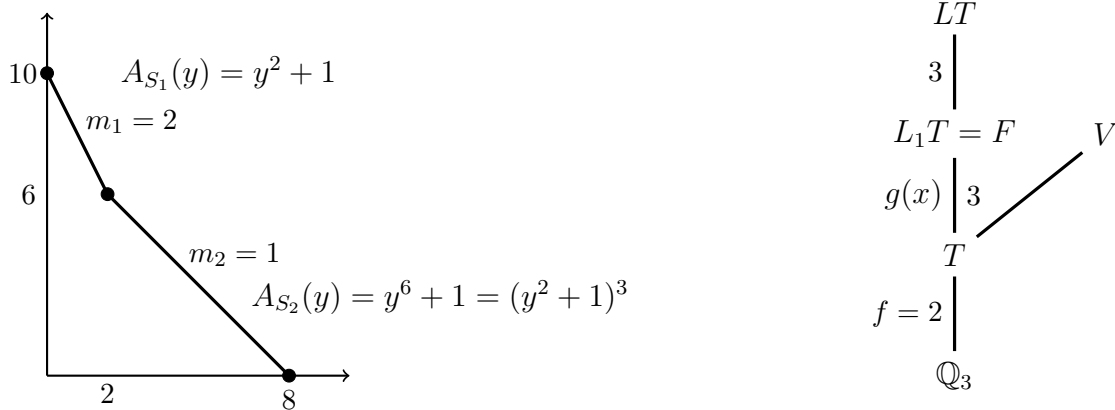 10
A_{S_1}(y) = y^2 + 1
m_1 = 2
6
m_2 = 1
A_{S_2}(y) = y^6 + 1 = (y^2 + 1)^3
2
8
LT
3
L_1T = F
V
g(x)
3
T
f = 2
ℚ_3